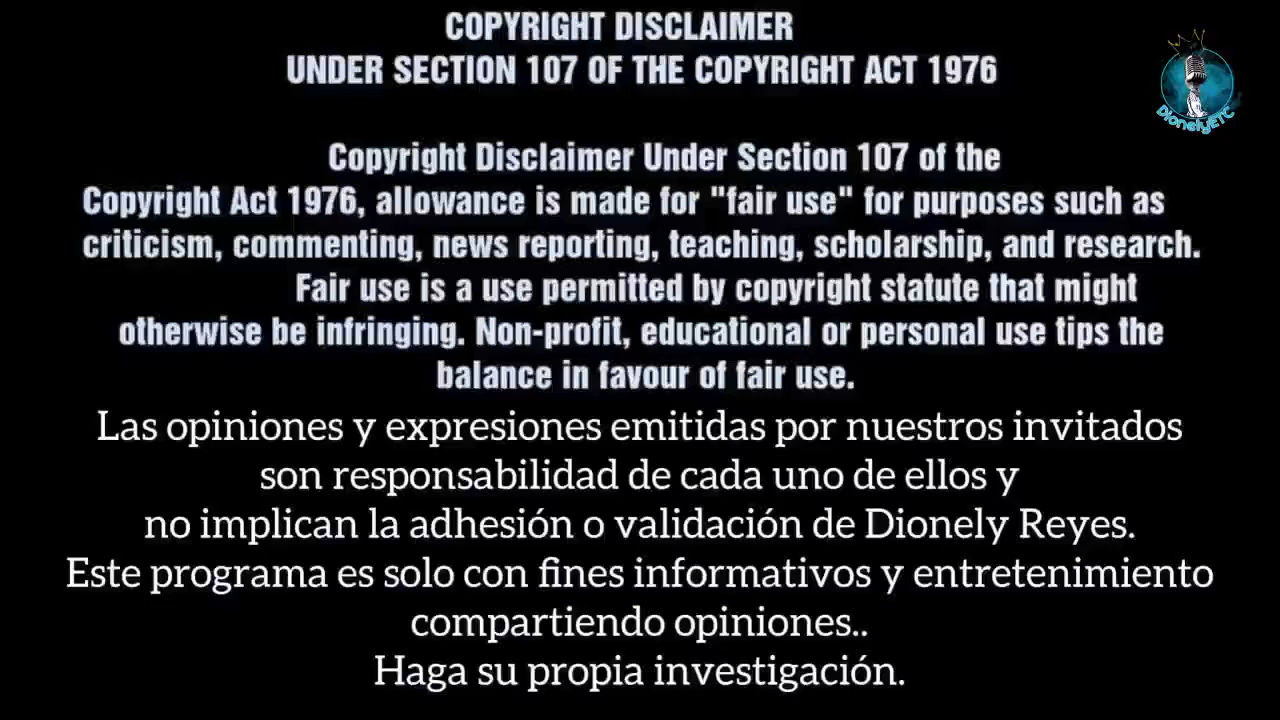 COPYRIGHT DISCLAIMER
UNDER SECTION 107 OF THE COPYRIGHT ACT 1976
DionelyETC
Copyright Disclaimer Under Section 107 of the
Copyright Act 1976, allowance is made for "fair use" for purposes such as
criticism, commenting, news reporting, teaching, scholarship, and research.
Fair use is a use permitted by copyright statute that might
otherwise be infringing. Non-profit, educational or personal use tips the
balance in favour of fair use.
Las opiniones y expresiones emitidas por nuestros invitados
son responsabilidad de cada uno de ellos y
no implican la adhesión o validación de Dionely Reyes.
Este programa es solo con fines informativos y entretenimiento
compartiendo opiniones..
Haga su propia investigación.